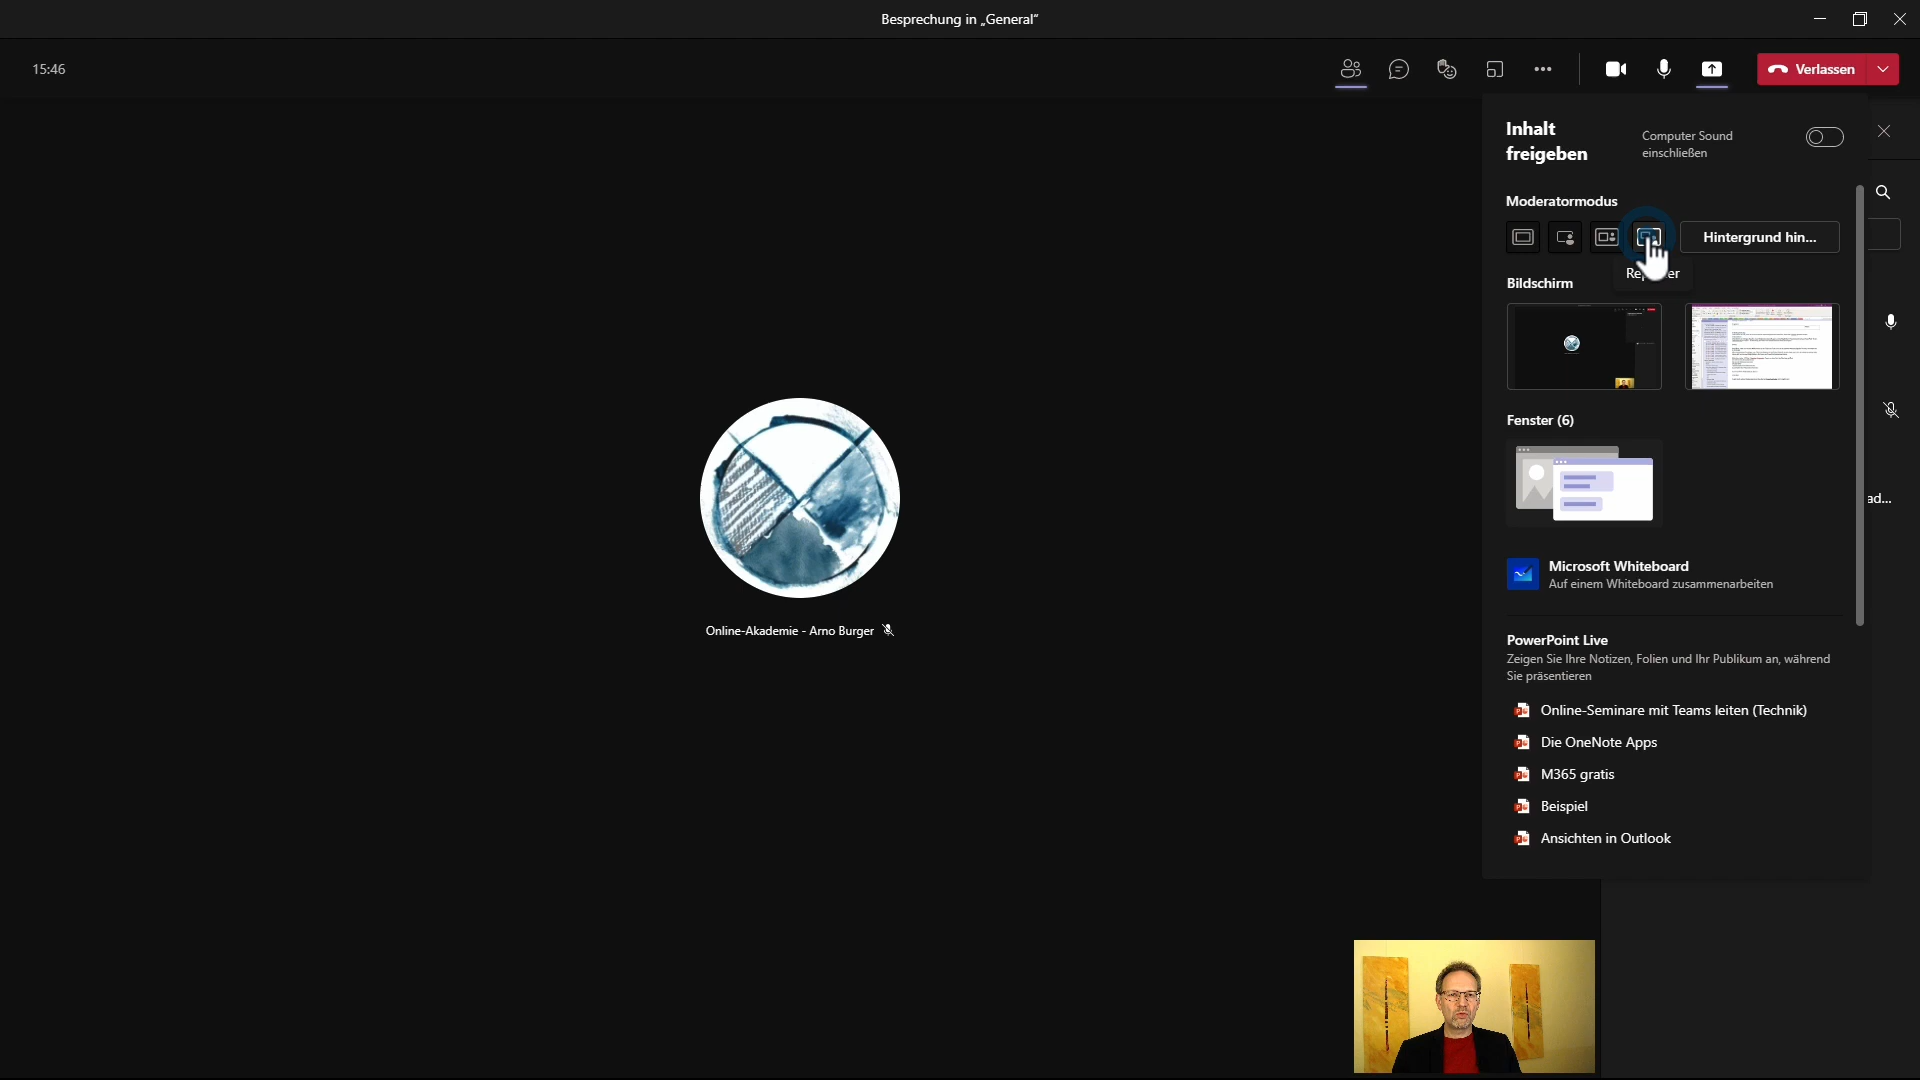 Besprechung in „General“
15:46
Verlassen
Inhalt
freigeben
Computer Sound
einschließen
Moderatormodus
Hintergrund hin...
Bildschirm
Fenster (6)
ad...
Microsoft Whiteboard
Auf einem Whiteboard zusammenarbeiten
Online-Akademie - Arno Burger
PowerPoint Live
Zeigen Sie Ihre Notizen, Folien und Ihr Publikum an, während
Sie präsentieren
Online-Seminare mit Teams leiten (Technik)
Die OneNote Apps
M365 gratis
Beispiel
Ansichten in Outlook